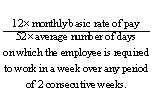 12× monthly basic rate of pay
52× average number of days
on which the employee is required
to work in a week over any period
of 2 consecutive weeks.